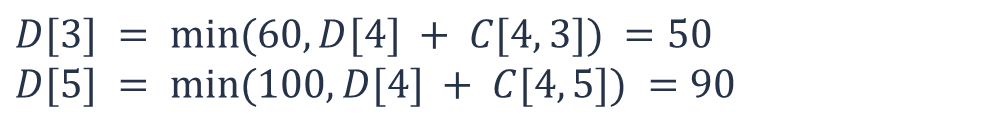 D[3] = min(60, D[4] + C[4, 3]) = 50
D[5] = min(100, D[4] + C[4, 5]) = 90